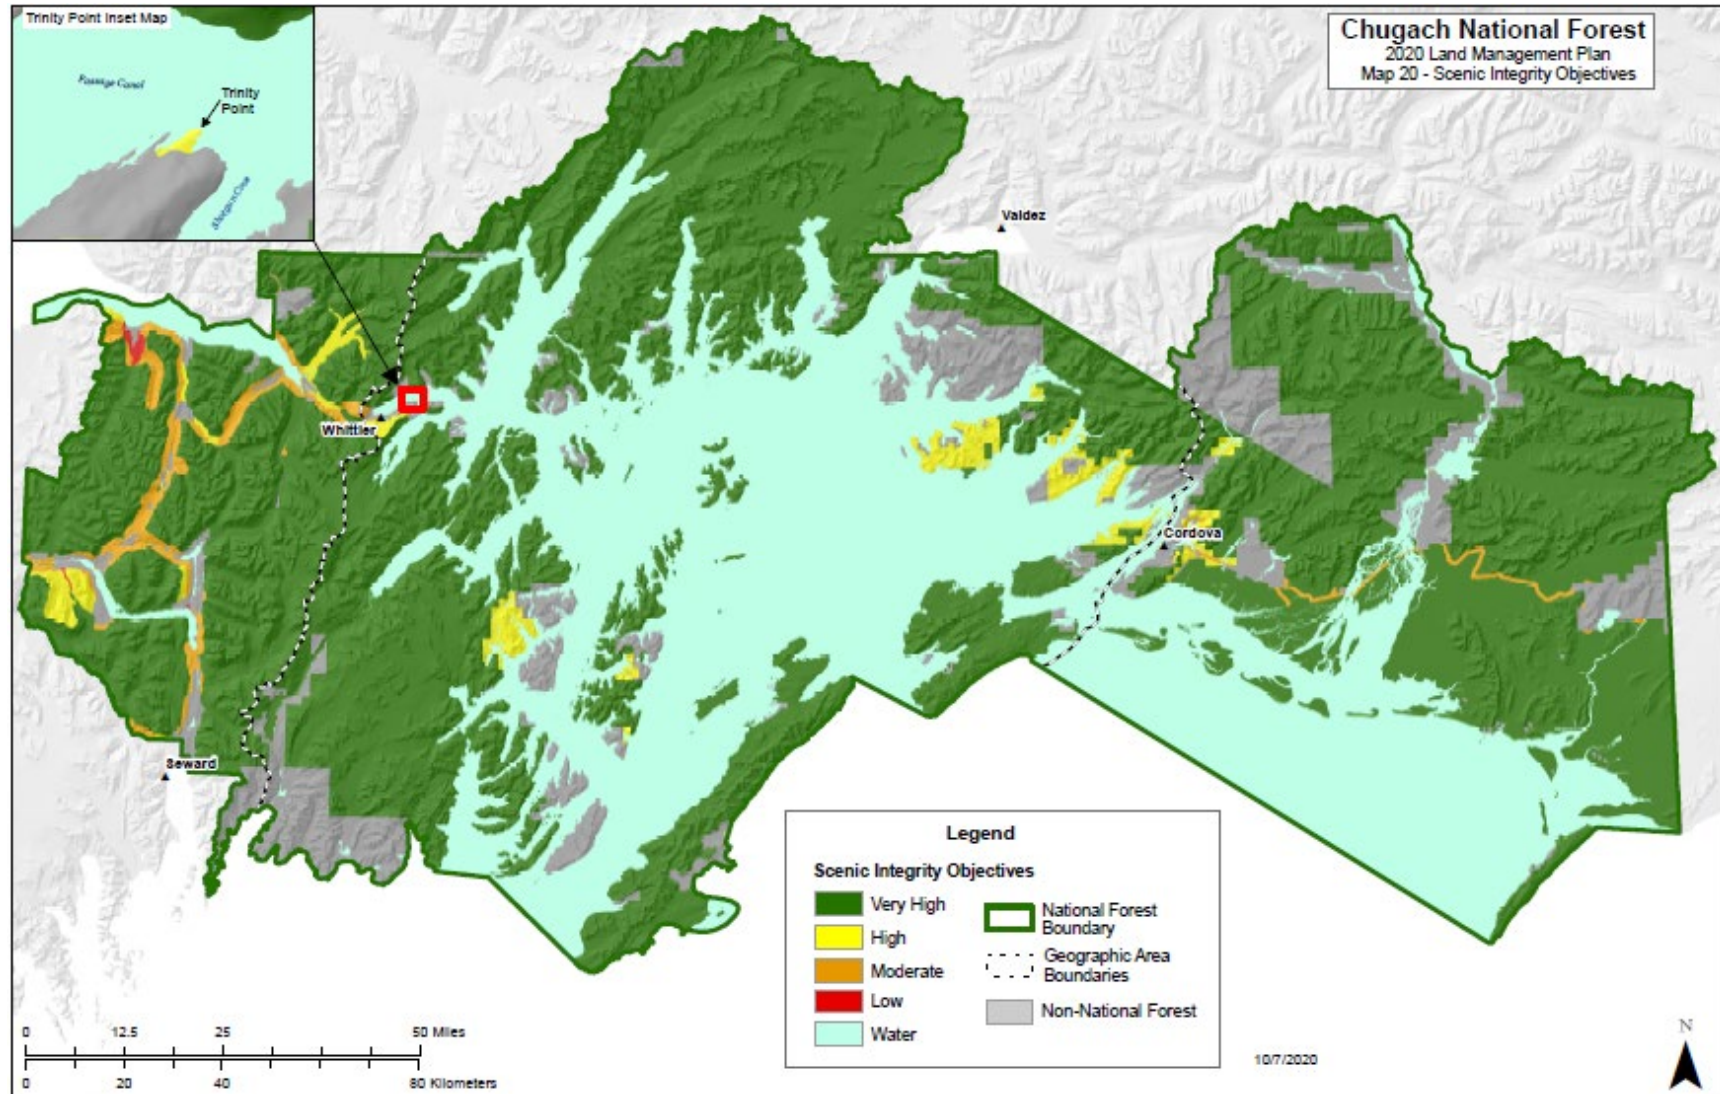 Trinity Point Inset Map
Passage Canal
Trinity
Point
Chugach National Forest
2020 Land Management Plan
Map 20 - Scenic Integrity Objectives
Valdez
Whittier
Cordova
Seward
Legend
Scenic Integrity Objectives
Very High
High
Moderate
Low
Water
National Forest
Boundary
Geographic Area
Boundaries
Non-National Forest
0 12.5 25 50 Miles
0 20 40 80 Kilometers
10/7/2020
N